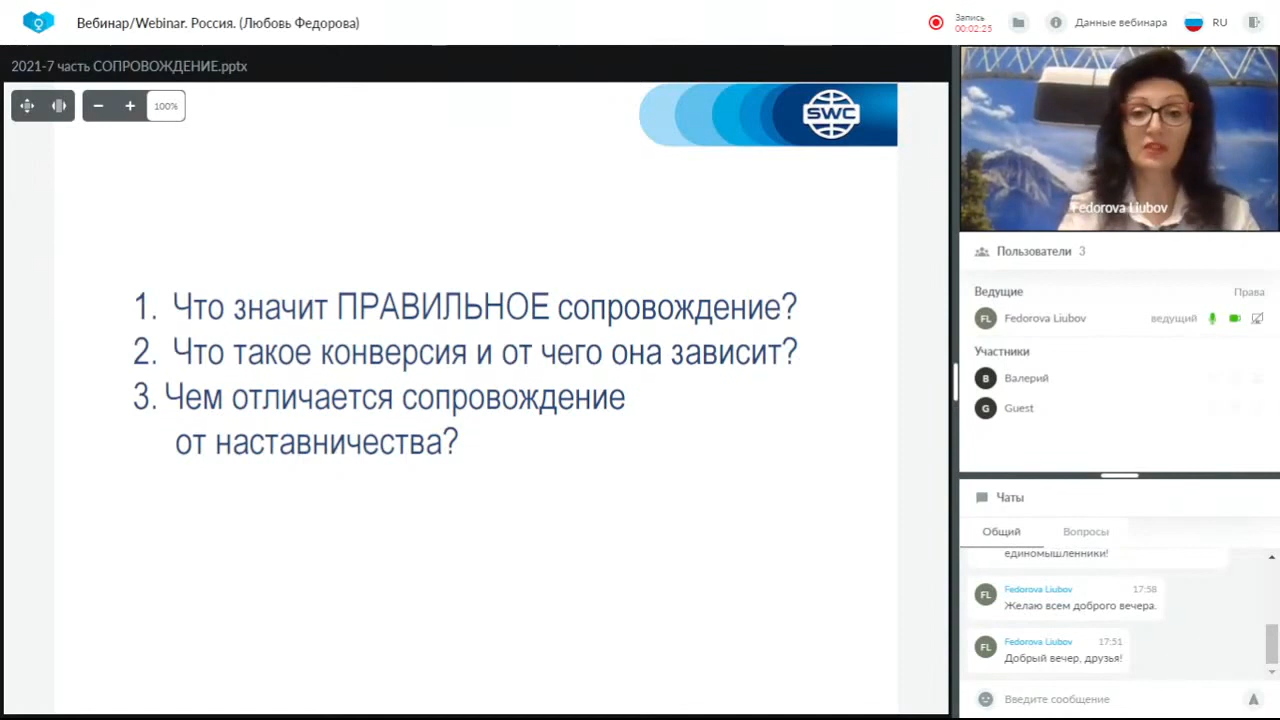 Вебинар/Webinar. Россия. (Любовь Федорова)
Запись
00:02:25
Данные вебинара
RU
2021-7 часть СОПРОВОЖДЕНИЕ.pptx
100%
SWC
1. Что значит ПРАВИЛЬНОЕ сопровождение?
2. Что такое конверсия и от чего она зависит?
3. Чем отличается сопровождение
от наставничества?
Fedorova Liubov
Пользователи 3
Ведущие
Права
FL Fedorova Liubov ведущий
Участники
В Валерий
G Guest
Чаты
Общий
Вопросы
единомышленники!
FL Fedorova Liubov 17:58
Желаю всем доброго вечера.
FL Fedorova Liubov 17:51
Добрый вечер, друзья!
Введите сообщение